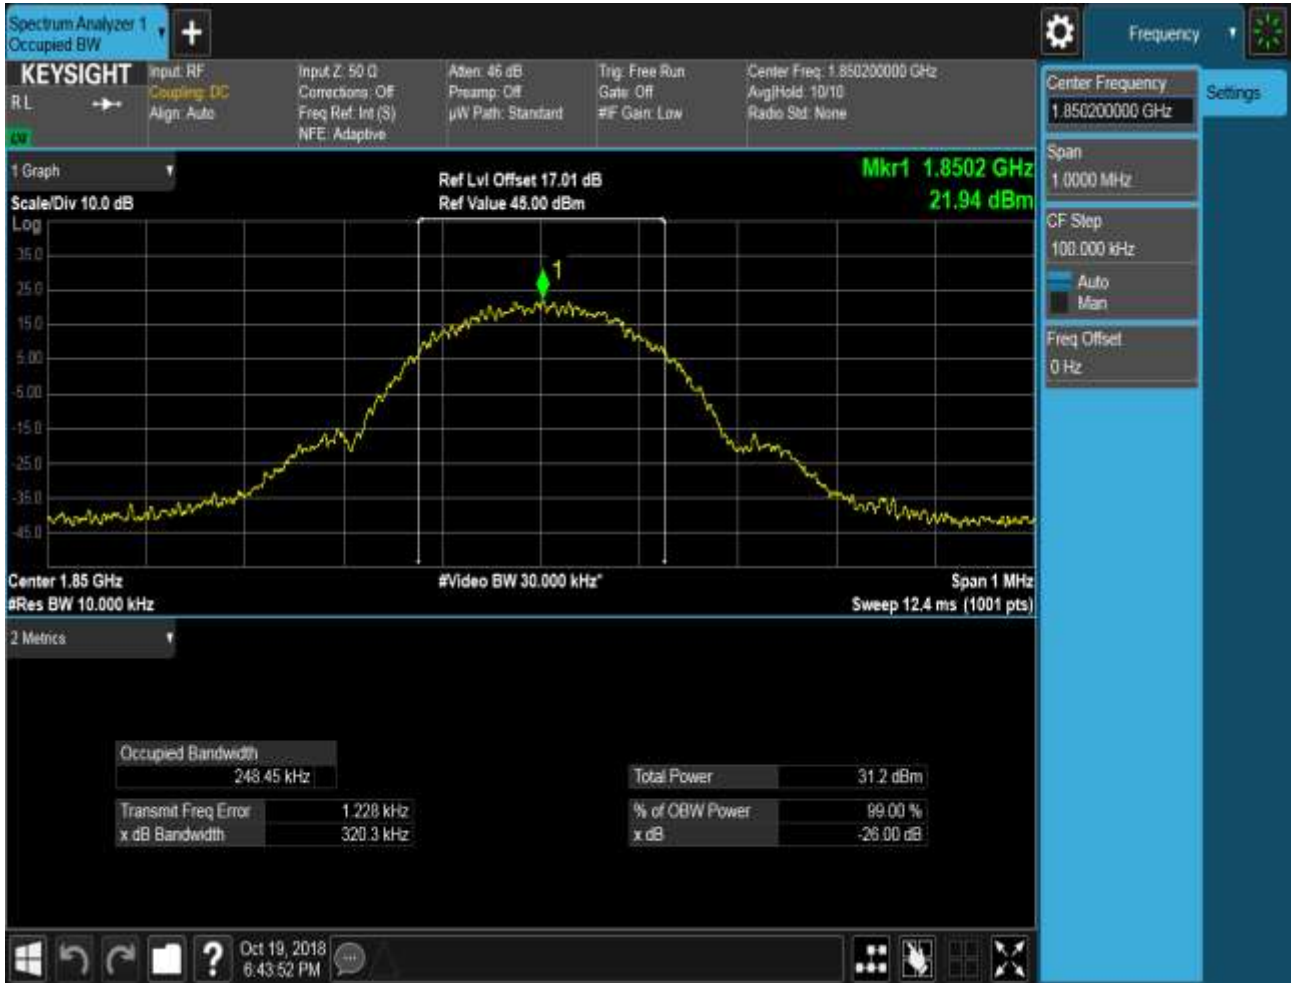 Spectrum Analyzer 1
Occupied BW
+
Frequency
KEYSIGHT
RL
Input: RF
Coupling: DC
Align: Auto
Input Z: 50 Ω
Corrections: Off
Freq Ref: Int (S)
NFE: Adaptive
Atten: 46 dB
Preamp: Off
µW Path: Standard
Trig: Free Run
Gate: Off
#IF Gain: Low
Center Freq: 1.850200000 GHz
Avg|Hold: 10/10
Radio Std: None
Center Frequency
1.850200000 GHz
Settings
Span
1.0000 MHz
CF Step
100.000 kHz
Auto
Man
Freq Offset
0 Hz
1 Graph
Scale/Div 10.0 dB
Ref Lvl Offset 17.01 dB
Ref Value 45.00 dBm
Mkr1 1.8502 GHz
21.94 dBm
Log
35.0
25.0
15.0
5.00
-5.00
-15.0
-25.0
-35.0
-45.0
1
Center 1.85 GHz
#Video BW 30.000 kHz*
Span 1 MHz
#Res BW 10.000 kHz
Sweep 12.4 ms (1001 pts)
2 Metrics
Occupied Bandwidth
248.45 kHz
Total Power 31.2 dBm
Transmit Freq Error 1.228 kHz
% of OBW Power 99.00 %
x dB Bandwidth 320.3 kHz
x dB -26.00 dB
?
Oct 19, 2018
6:43:52 PM